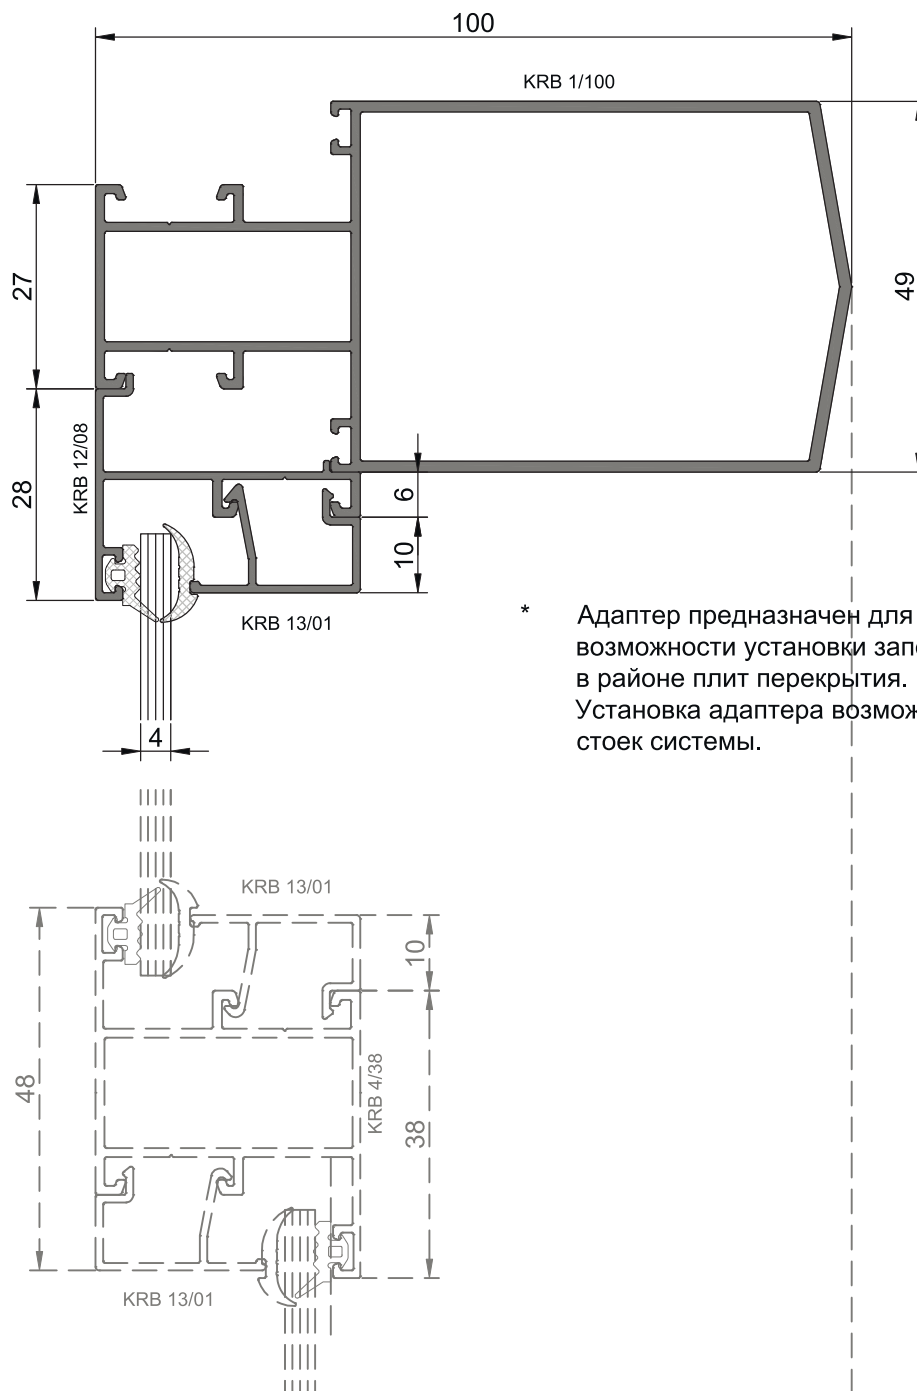 100
KRB 1/100
27
49
KRB 12/08
28
6
10
KRB 13/01
* Адаптер предназначен для
возможности установки
в районе плит перекрытия.
Установка адаптера
стоек системы.
4
KRB 13/01
10
48
KRB 4/38
38
KRB 13/01